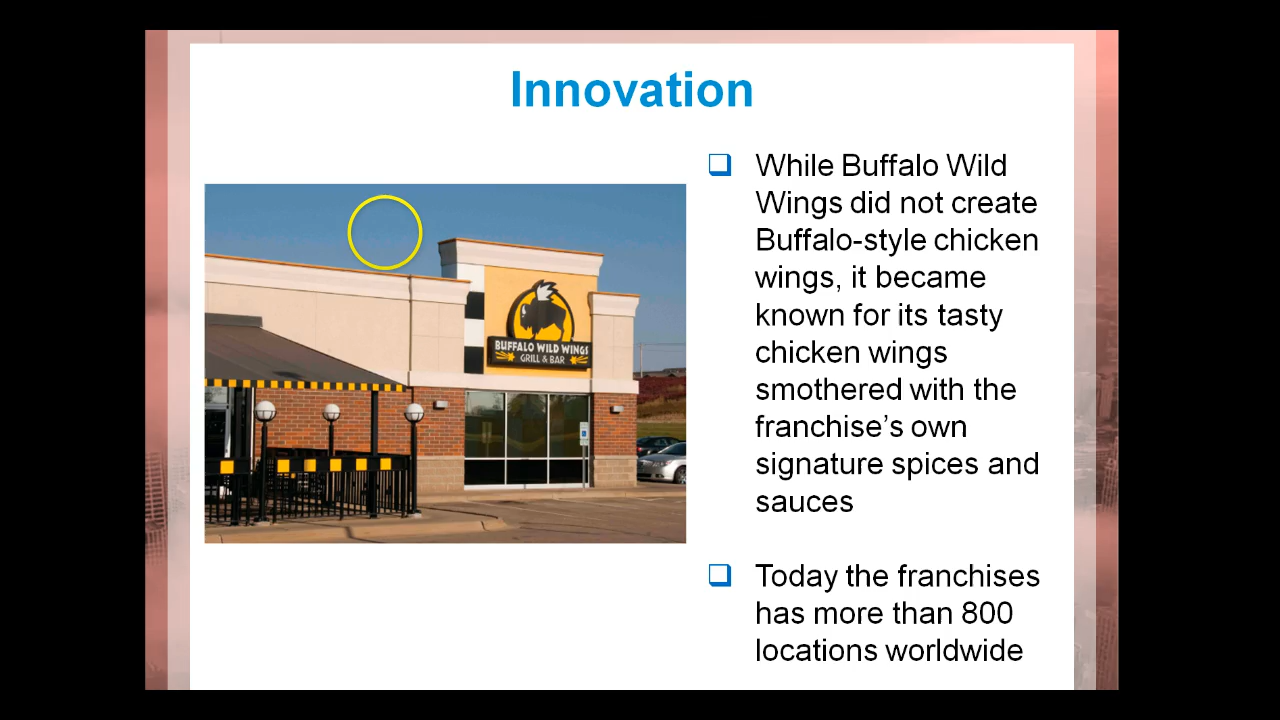 Innovation
While Buffalo Wild
Wings did not create
Buffalo-style chicken
wings, it became
known for its tasty
chicken wings
smothered with the
franchise’s own
signature spices and
sauces
Today the franchises
has more than 800
locations worldwide
BUFFALO WILD WINGS
GRILL & BAR